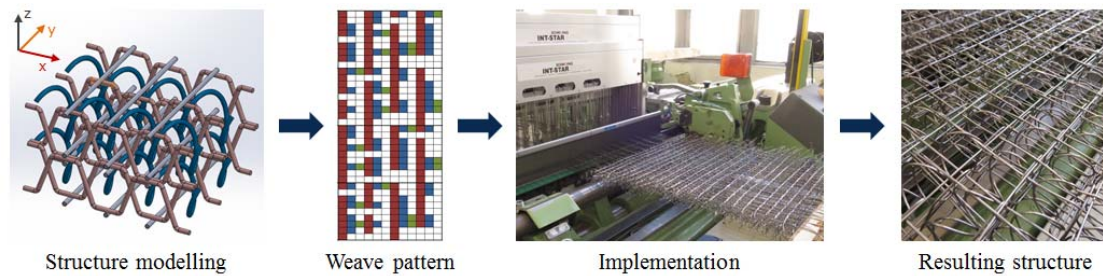 z
y
x
INT-STAR
INT-STAR
Structure modelling
Weave pattern
Implementation
Resulting structure